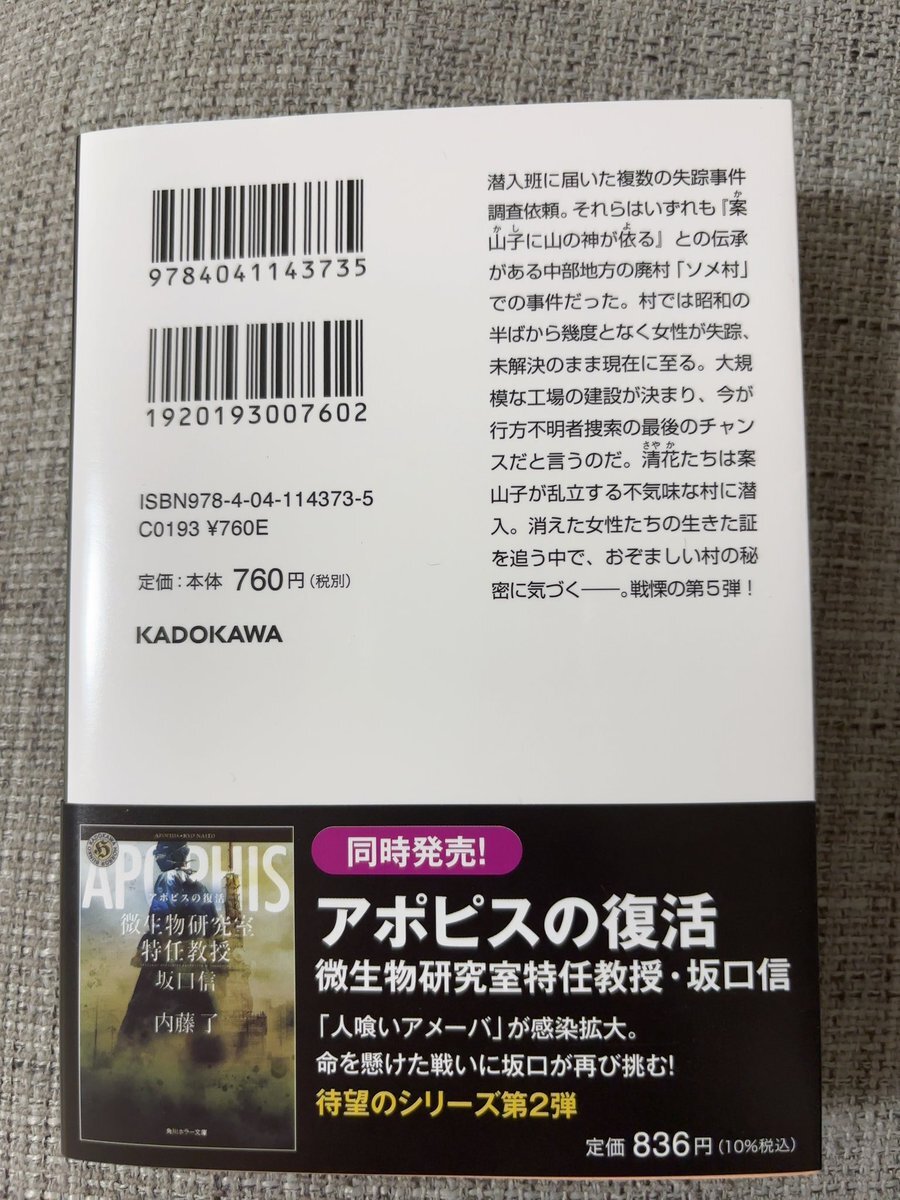 9784041143735
1920193007602
ISBN978-4-04-114373-5
C0193 ¥760E
定価：本体 760円（税別）
KADOKAWA
潜入班に届いた複数の失踪事件
調査依頼。それらはいずれも『案
山子に山の神が依る』との伝承
がある中部地方の廃村「ソメ村」
での事件だった。村では昭和の
半ばから幾度となく女性が失踪、
未解決のまま現在に至る。大規
模な工場の建設が決まり、今が
行方不明者捜索の最後のチャン
スだと言うのだ。清花たちは案
山子が乱立する不気味な村に潜
入。消えた女性たちの生きた証
を追う中で、おぞましい村の秘
密に気づく――。戦慄の第５弾！
APOPHIS・RYO NAITO
APOPHIS
アポピスの復活
微生物研究室
特任教授
坂口信
内藤了
角川ホラー文庫
同時発売！
アポピスの復活
微生物研究室特任教授・坂口信
「人喰いアメーバ」が感染拡大。
命を懸けた戦いに坂口が再び挑む！
待望のシリーズ第2弾
定価 836円（10%税込）